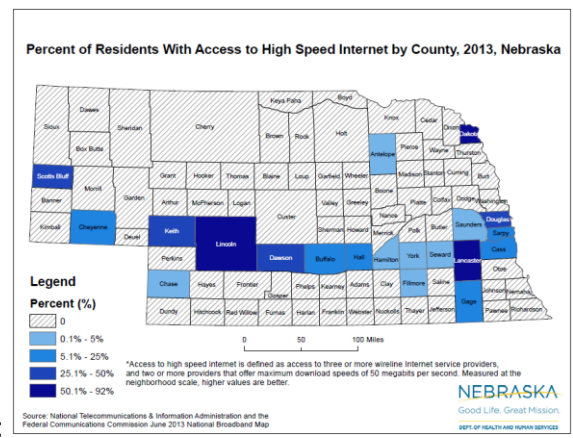 Percent of Residents With Access to High Speed Internet by County, 2013, Nebraska
Keya Paha Boyd
Sioux Dawes Sheridan Cherry Knox Cedar Dixon Dakota
Box Butte Brown Rock Holt Antelope Pierce Wayne Thurston
Scotts Bluff Morrill Garden Grant Hooker Thomas Blaine Loup Garfield Wheeler Boone Madison Stanton Cuming Burt
Banner Arthur McPherson Logan Custer Valley Greeley Nance Platte Colfax Dodge Washington
Kimball Cheyenne Deuel Keith Lincoln Sherman Howard Merrick Polk Butler Saunders Douglas
Sarpy
Perkins Dawson Buffalo Hall Hamilton York Seward Lancaster Cass
Otoe
Chase Hayes Frontier Gosper Phelps Kearney Adams Clay Fillmore Saline Gage Johnson Nemaha
Dundy Hitchcock Red Willow Furnas Harlan Franklin Webster Nuckolls Thayer Jefferson Pawnee Richardson
Legend
Percent (%)
0
0.1% - 5%
5.1% - 25%
25.1% - 50%
50.1% - 92%
0 50 100 Miles
*Access to high speed internet is defined as access to three or more wireline Internet service providers,
and two or more providers that offer maximum download speeds of 50 megabits per second. Measured at the
neighborhood scale, higher values are better.
NEBRASKA
Good Life. Great Mission.
DEPT. OF HEALTH AND HUMAN SERVICES
Source: National Telecommunications & Information Administration and the
Federal Communications Commission June 2013 National Broadband Map